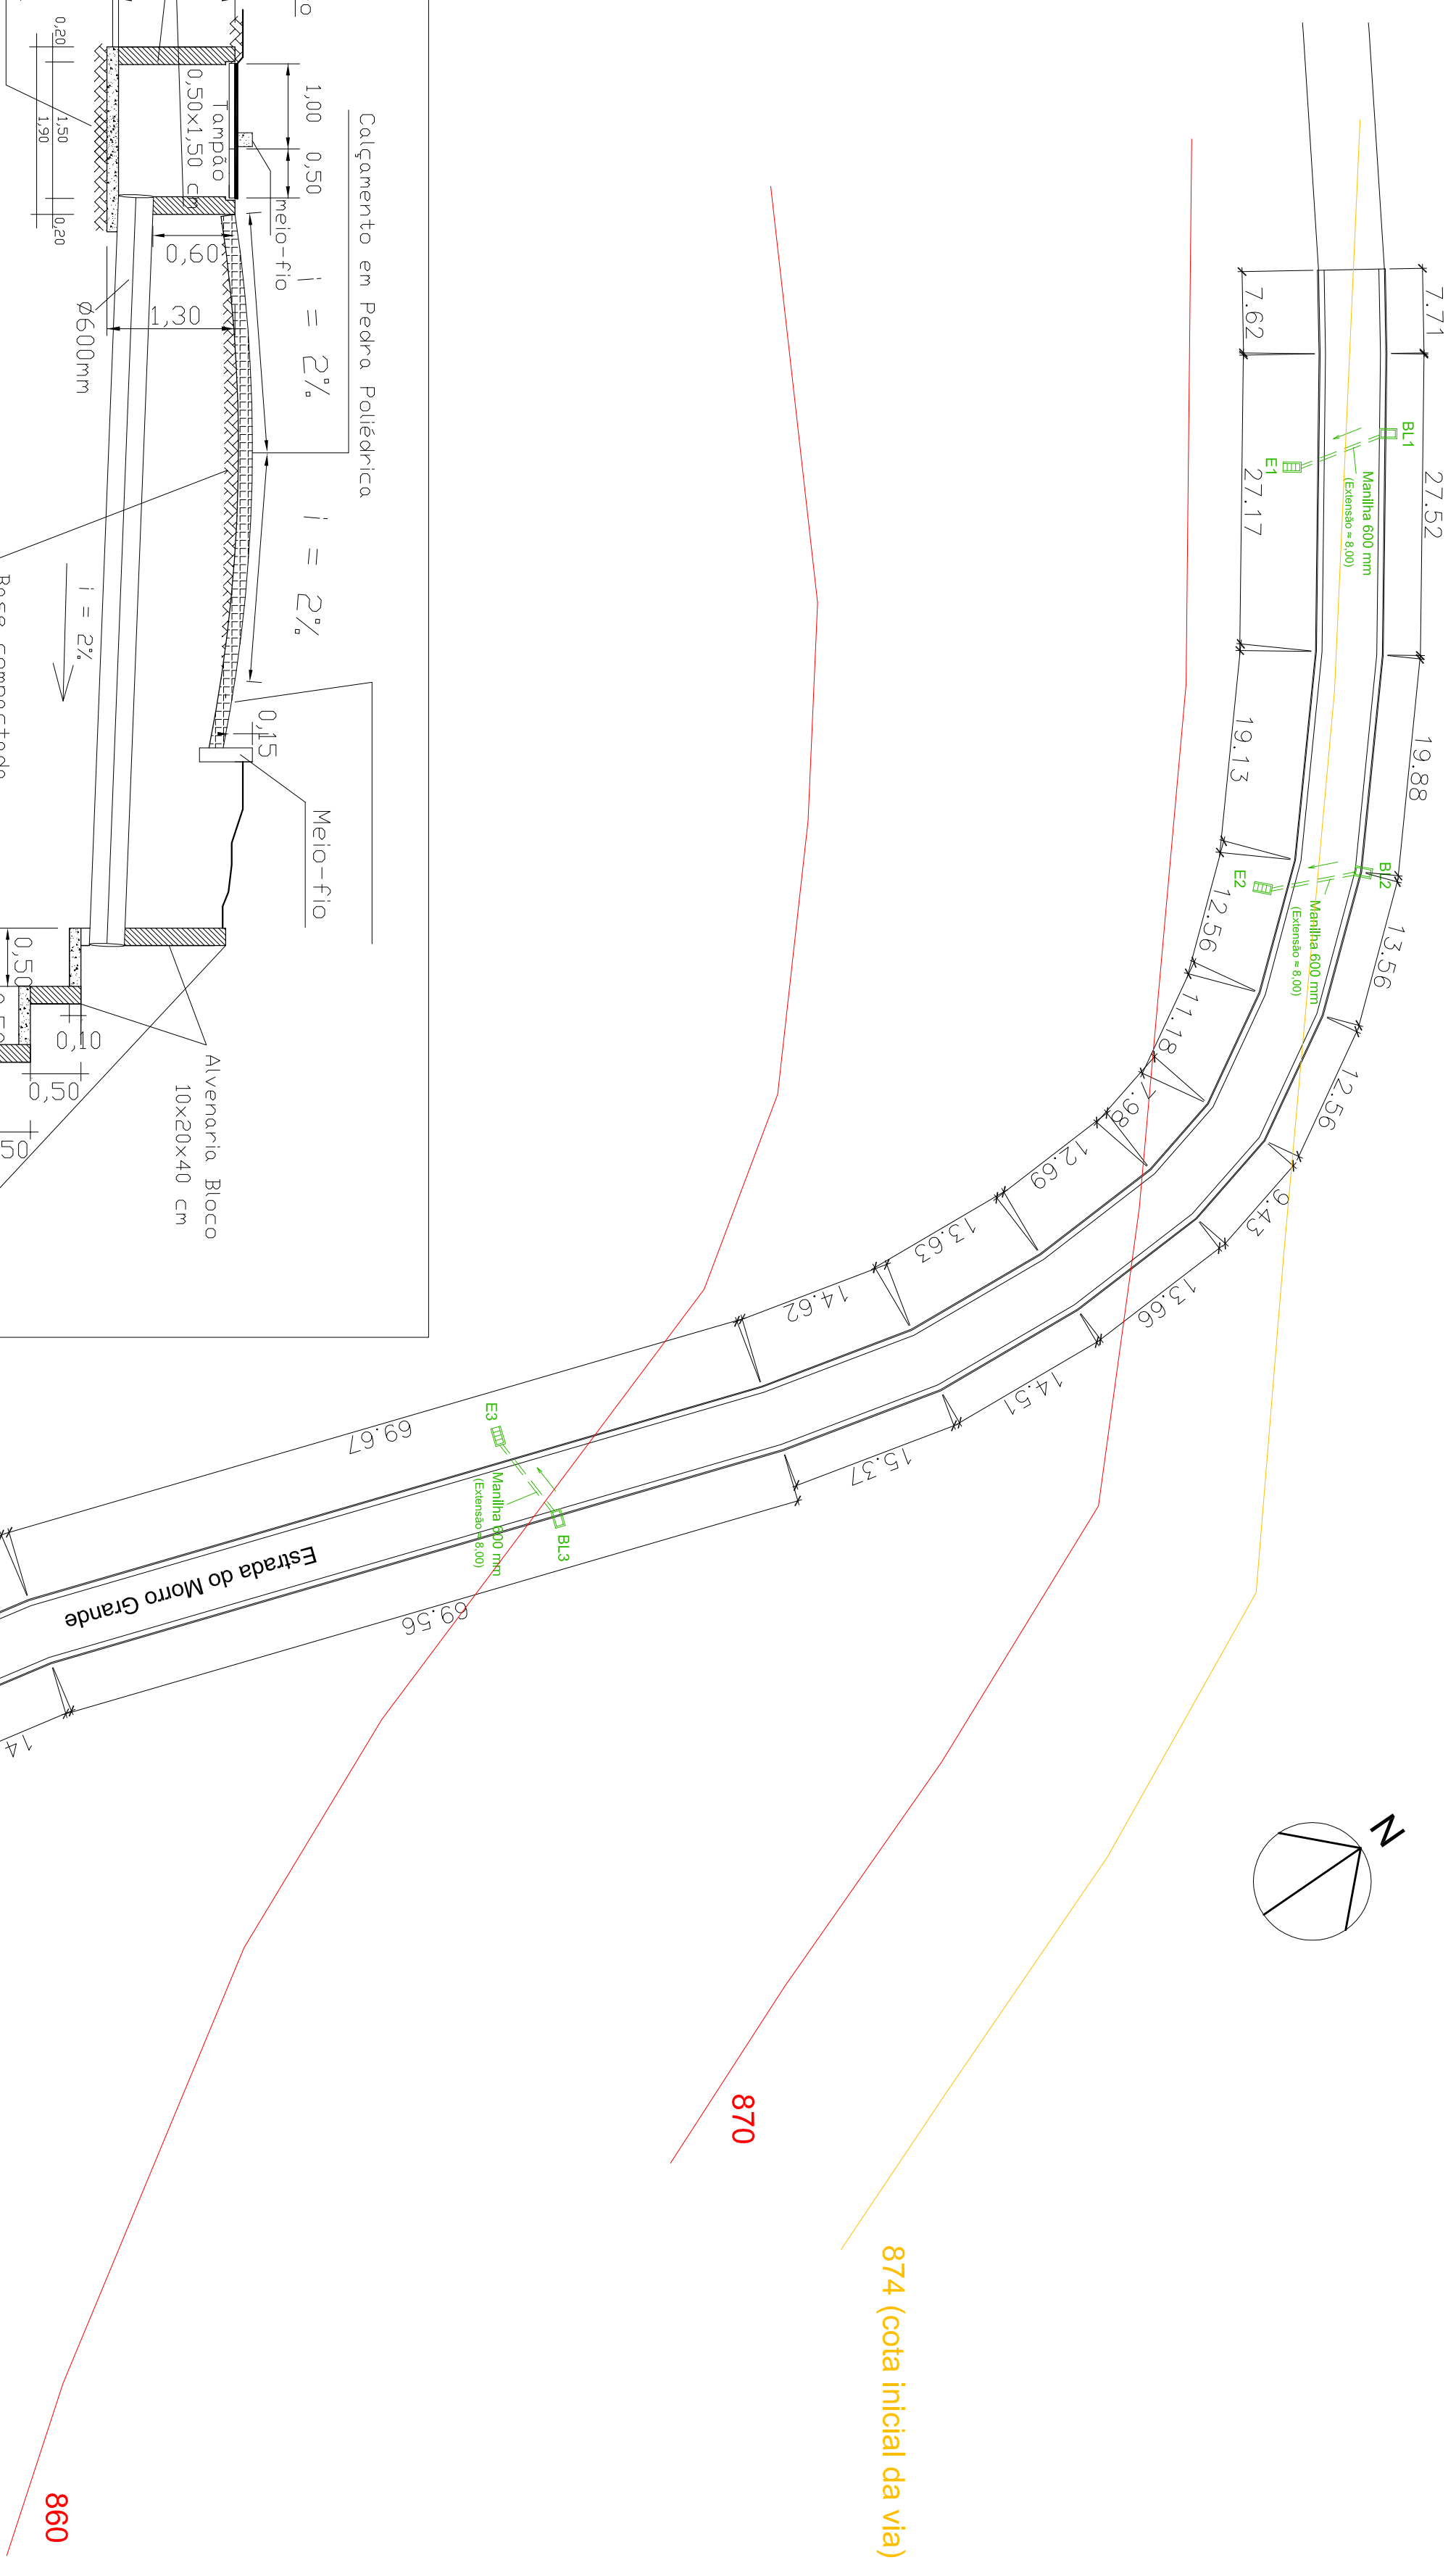 7.71
27.52
19.88
13.56
12.56
9.43
13.66
14.51
15.37
69.56
14
7.62
27.17
19.13
12.56
11.18
7.98
12.69
13.63
14.62
69.67
BL1
E1
Manilha 600 mm
(Extensão ≈ 8,00)
BL2
E2
Manilha 600 mm
(Extensão ≈ 8,00)
BL3
E3
Manilha 600 mm
(Extensão ≈ 8,00)
Estrada do Morro Grande
N
874 (cota inicial da via)
870
860
Calçamento em Pedra Poliédrica
1,00
0,50
meio-fio
i = 2%
i = 2%
Tampão
0,50x1,50 cm
0,60
1,30
Ø600mm
0,20
1,50
0,20
1,90
0,15
Meio-fio
i = 2%
0,50
0,10
0,50
Alvenaria Bloco
10x20x40 cm